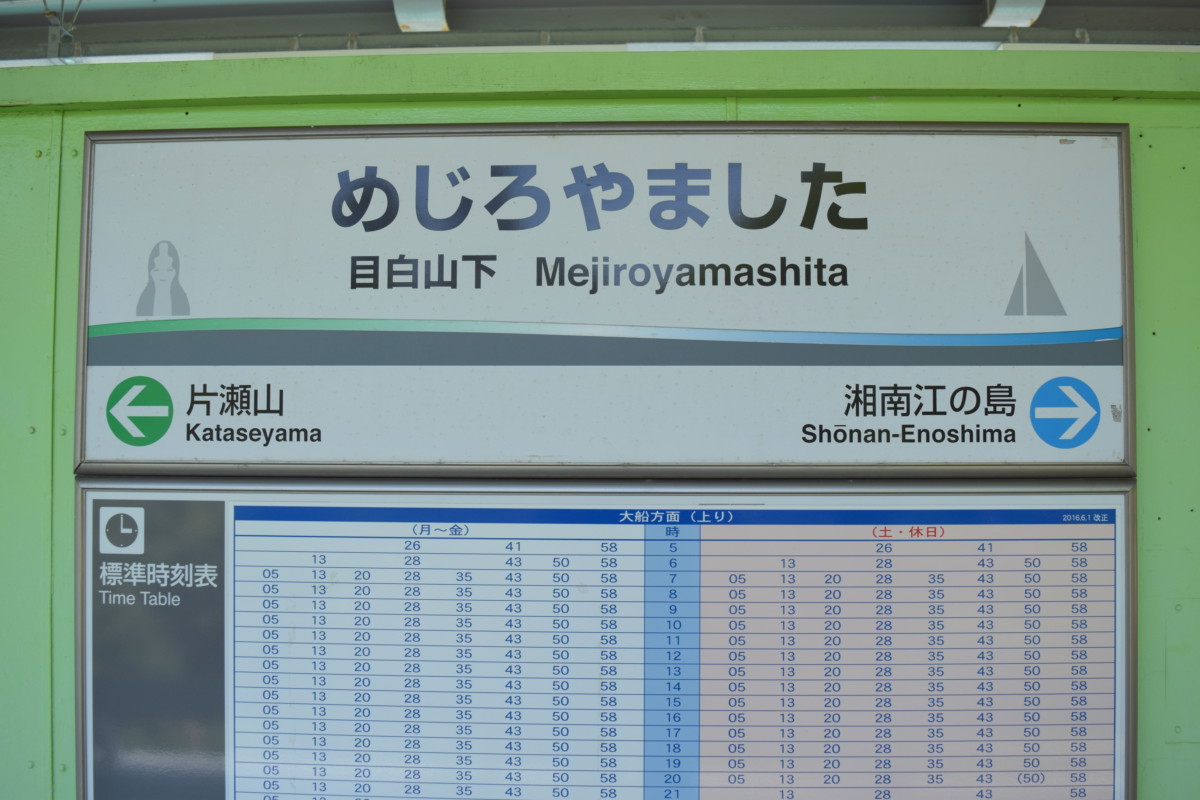 めじろやました
目白山下 Mejiroyamashita
片瀬山
Kataseyama
湘南江の島
Shōnan-Enoshima
標準時刻表
Time Table
大船方面（上り） 2016.6.1 改正
（月〜金） 時 （土・休日）
26 41 58 5 26 41 58
13 28 43 50 58 6 13 28 43 50 58
05 13 20 28 35 43 50 58 7 05 13 20 28 35 43 50 58
05 13 20 28 35 43 50 58 8 05 13 20 28 35 43 50 58
05 13 20 28 35 43 50 58 9 05 13 20 28 35 43 50 58
05 13 20 28 35 43 50 58 10 05 13 20 28 35 43 50 58
05 13 20 28 35 43 50 58 11 05 13 20 28 35 43 50 58
05 13 20 28 35 43 50 58 12 05 13 20 28 35 43 50 58
05 13 20 28 35 43 50 58 13 05 13 20 28 35 43 50 58
05 13 20 28 35 43 50 58 14 05 13 20 28 35 43 50 58
05 13 20 28 35 43 50 58 15 05 13 20 28 35 43 50 58
05 13 20 28 35 43 50 58 16 05 13 20 28 35 43 50 58
05 13 20 28 35 43 50 58 17 05 13 20 28 35 43 50 58
05 13 20 28 35 43 50 58 18 05 13 20 28 35 43 50 58
05 13 20 28 35 43 50 58 19 05 13 20 28 35 43 50 58
05 13 20 28 35 43 50 58 20 05 13 20 28 35 43 (50) 58
05 13 20 28 35 43 50 58 21 13 28 43 58